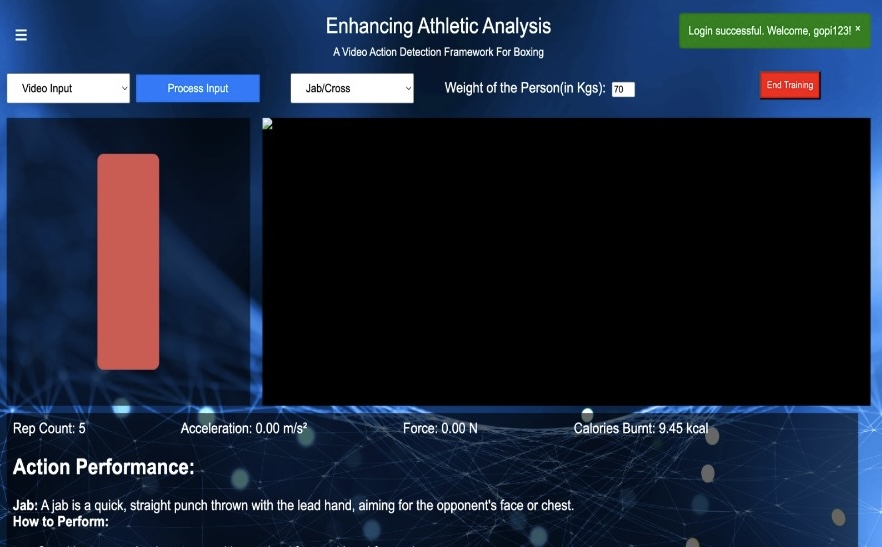 ☰
Enhancing Athletic Analysis
A Video Action Detection Framework For Boxing
Login successful. Welcome, gopi123! ×
Video Input
Process Input
Jab/Cross
Weight of the Person(in Kgs): 70
End Training
Rep Count: 5 Acceleration: 0.00 m/s² Force: 0.00 N Calories Burnt: 9.45 kcal
Action Performance:
Jab: A jab is a quick, straight punch thrown with the lead hand, aiming for the opponent's face or chest.
How to Perform: